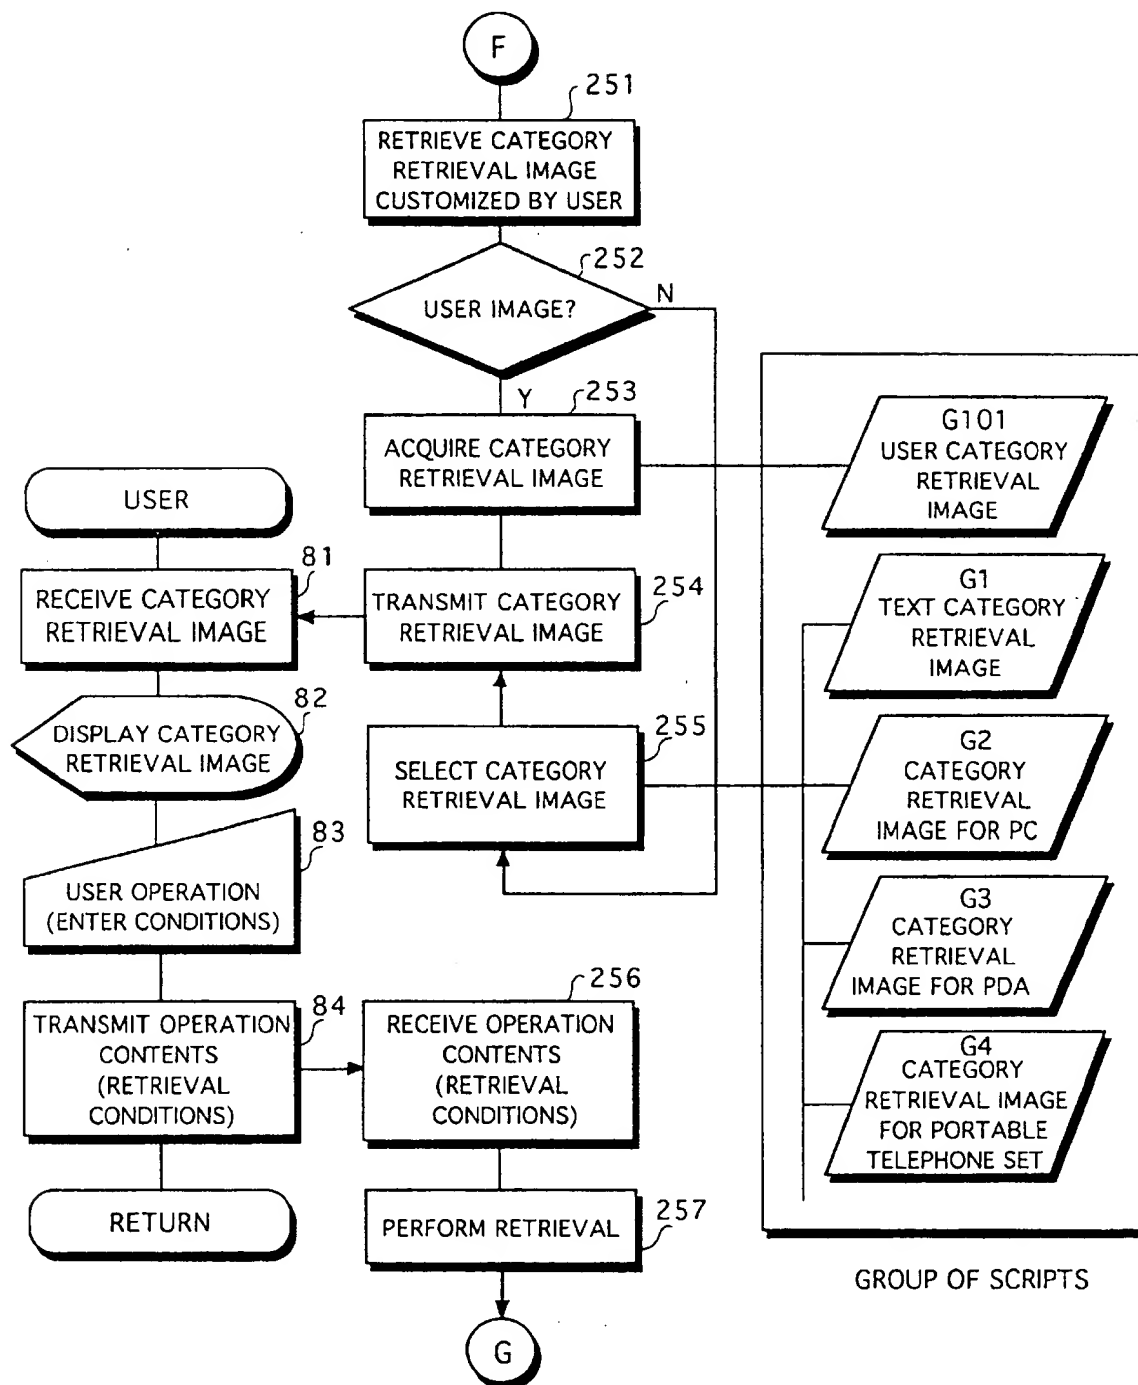 F
251
RETRIEVE CATEGORY
RETRIEVAL IMAGE
CUSTOMIZED BY USER
252
USER IMAGE?
N
Y
253
ACQUIRE CATEGORY
RETRIEVAL IMAGE
G101
USER CATEGORY
RETRIEVAL
IMAGE
USER
81
RECEIVE CATEGORY
RETRIEVAL IMAGE
TRANSMIT CATEGORY
RETRIEVAL IMAGE
254
G1
TEXT CATEGORY
RETRIEVAL
IMAGE
82
DISPLAY CATEGORY
RETRIEVAL IMAGE
255
SELECT CATEGORY
RETRIEVAL IMAGE
G2
CATEGORY
RETRIEVAL
IMAGE FOR PC
83
USER OPERATION
(ENTER CONDITIONS)
G3
CATEGORY
RETRIEVAL
IMAGE FOR PDA
84
TRANSMIT OPERATION
CONTENTS
(RETRIEVAL
CONDITIONS)
256
RECEIVE OPERATION
CONTENTS
(RETRIEVAL
CONDITIONS)
G4
CATEGORY
RETRIEVAL IMAGE
FOR PORTABLE
TELEPHONE SET
RETURN
257
PERFORM RETRIEVAL
GROUP OF SCRIPTS
G